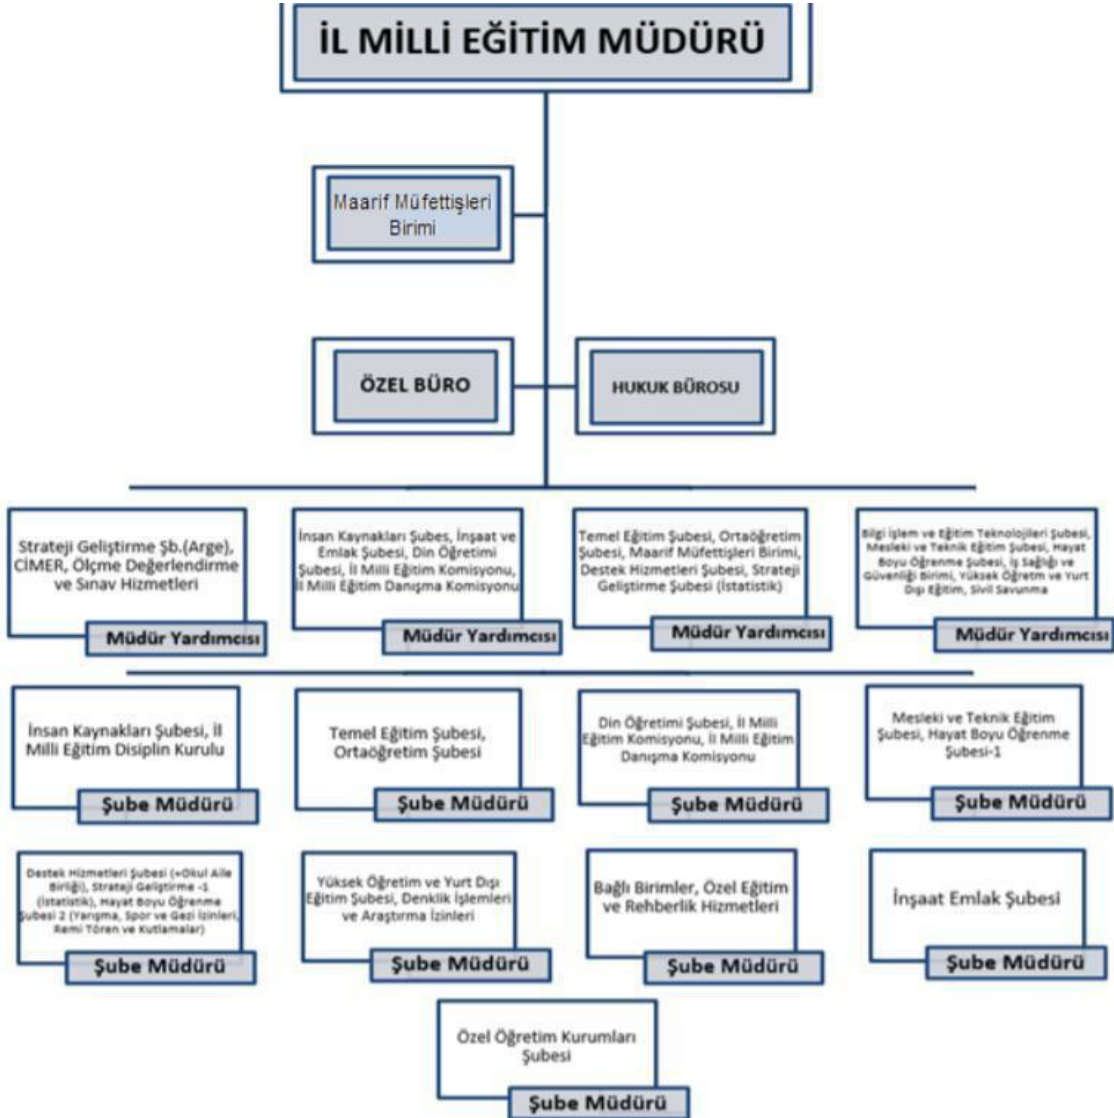 İL MİLLİ EĞİTİM MÜDÜRÜ
Maarif Müfettişleri
Birimi
ÖZEL BÜRO
HUKUK BÜROSU
Strateji Geliştirme Şb.(Arge),
CİMER, Ölçme Değerlendirme
ve Sınav Hizmetleri
Müdür Yardımcısı
İnsan Kaynakları Şubes, İnşaat ve
Emlak Şubesi, Din Öğretimi
Şubesi, İl Milli Eğitim Komisyonu,
İl Milli Eğitim Danışma Komisyonu
Müdür Yardımcısı
Temel Eğitim Şubesi, Ortaöğretim
Şubesi, Maarif Müfettişleri Birimi,
Destek Hizmetleri Şubesi, Strateji
Geliştirme Şubesi (İstatistik)
Müdür Yardımcısı
Bilgi İşlem ve Eğitim Teknolojileri Şubesi,
Mesleki ve Teknik Eğitim Şubesi, Hayat
Boyu Öğrenme Şubesi, İş Sağlığı ve
Güvenliği Birimi, Yüksek Öğretm ve Yurt
Dışı Eğitim, Sivil Savunma
Müdür Yardımcısı
İnsan Kaynakları Şubesi, İl
Milli Eğitim Disiplin Kurulu
Şube Müdürü
Temel Eğitim Şubesi,
Ortaöğretim Şubesi
Şube Müdürü
Din Öğretimi Şubesi, İl Milli
Eğitim Komisyonu, İl Milli Eğitim
Danışma Komisyonu
Şube Müdürü
Mesleki ve Teknik Eğitim
Şubesi, Hayat Boyu Öğrenme
Şubesi-1
Şube Müdürü
Destek Hizmetleri Şubesi (+Okul Aile
Birliği), Strateji Geliştirme -1
(İstatistik), Hayat Boyu Öğrenme
Şubesi 2 (Yarışma, Spor ve Gezi İzinleri,
Remi Tören ve Kutlamalar)
Şube Müdürü
Yüksek Öğretim ve Yurt Dışı
Eğitim Şubesi, Denklik İşlemleri
ve Araştırma İzinleri
Şube Müdürü
Bağlı Birimler, Özel Eğitim
ve Rehberlik Hizmetleri
Şube Müdürü
İnşaat Emlak Şubesi
Şube Müdürü
Özel Öğretim Kurumları
Şubesi
Şube Müdürü